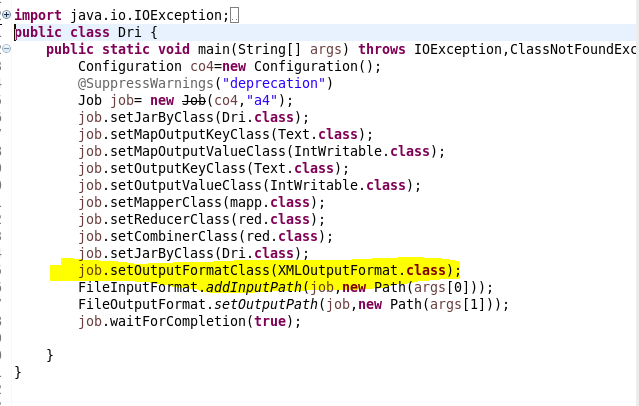 import java.io.IOException;
public class Dri {
public static void main(String[] args) throws IOException,ClassNotFoundExc
Configuration co4=new Configuration();
@SuppressWarnings("deprecation")
Job job= new Job(co4,"a4");
job.setJarByClass(Dri.class);
job.setMapOutputKeyClass(Text.class);
job.setMapOutputValueClass(IntWritable.class);
job.setOutputKeyClass(Text.class);
job.setOutputValueClass(IntWritable.class);
job.setMapperClass(mapp.class);
job.setReducerClass(red.class);
job.setCombinerClass(red.class);
job.setJarByClass(Dri.class);
job.setOutputFormatClass(XMLOutputFormat.class);
FileInputFormat.addInputPath(job,new Path(args[0]));
FileOutputFormat.setOutputPath(job,new Path(args[1]));
job.waitForCompletion(true);
}
}